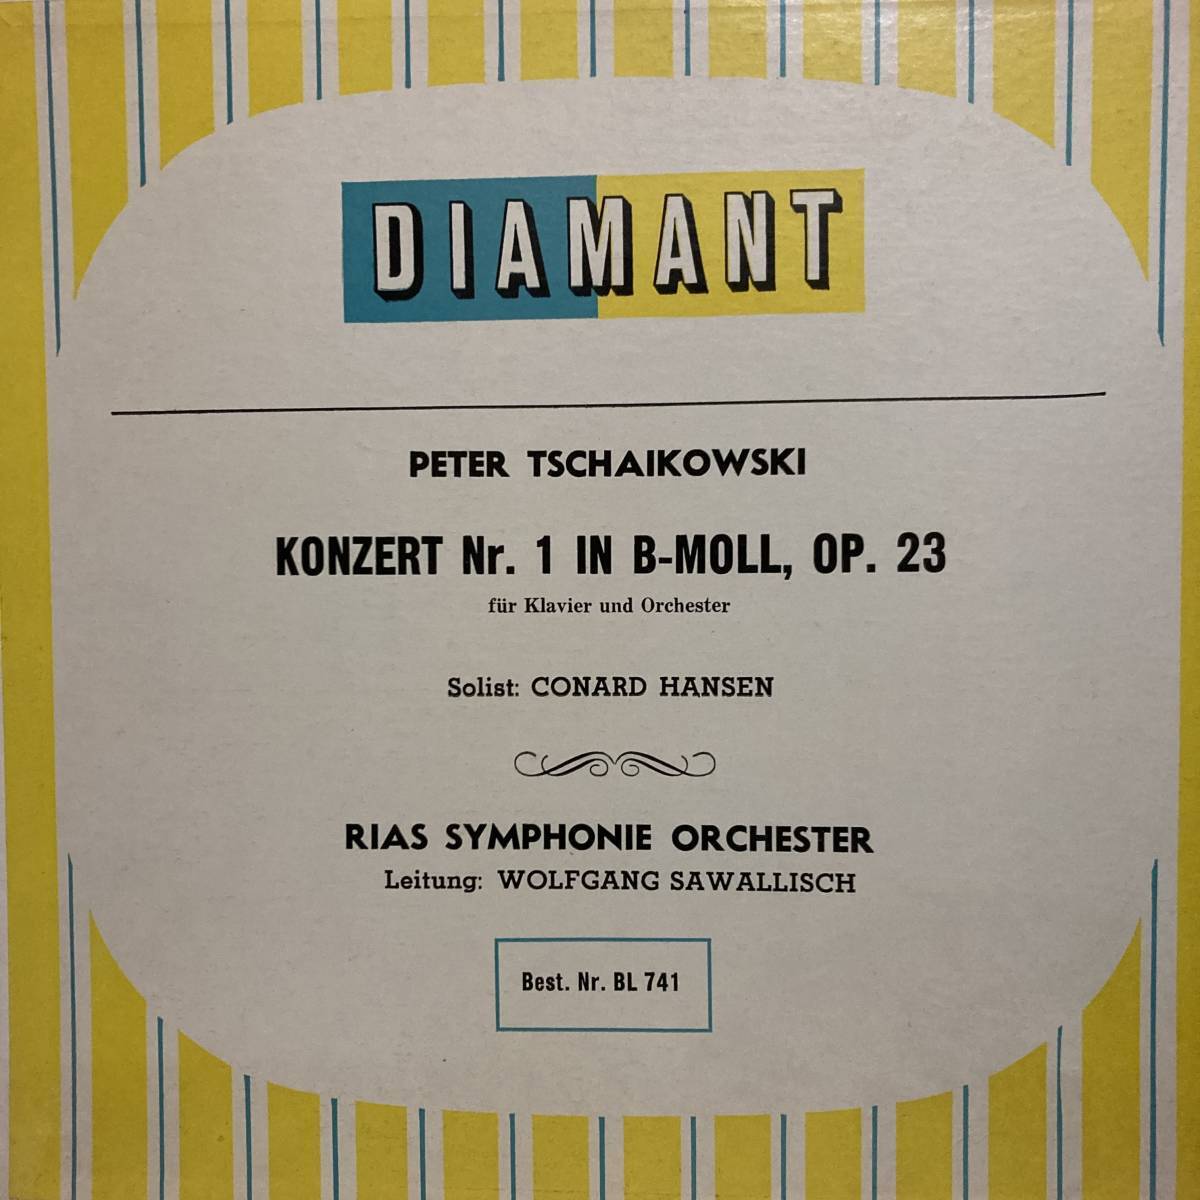 DIAMANT
PETER TSCHAIKOWSKI
KONZERT Nr. 1 IN B-MOLL, OP. 23
für Klavier und Orchester
Solist: CONARD HANSEN
RIAS SYMPHONIE ORCHESTER
Leitung: WOLFGANG SAWALLISCH
Best. Nr. BL 741